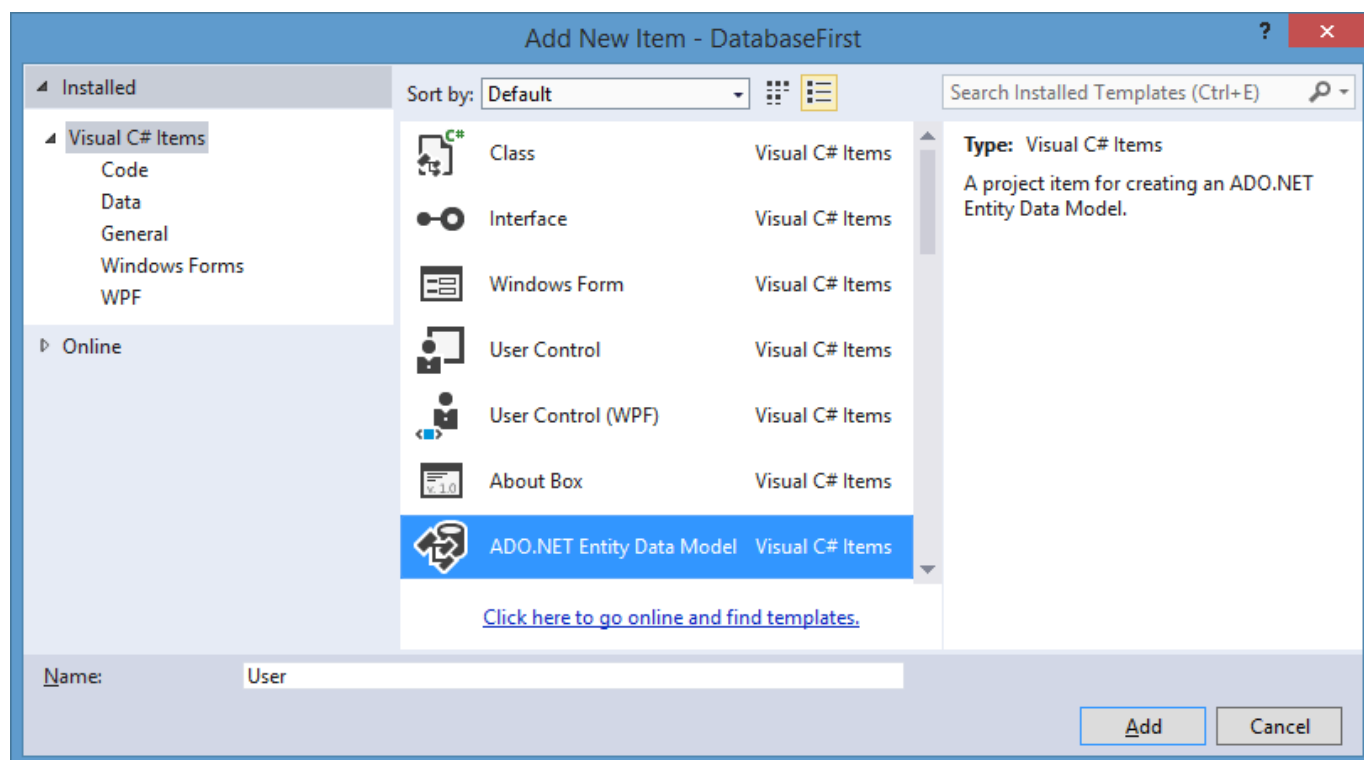 Add New Item - DatabaseFirst
?
Installed
Sort by: Default
Search Installed Templates (Ctrl+E)
Visual C# Items
Code
Data
General
Windows Forms
WPF
Online
C#
Class Visual C# Items
Interface Visual C# Items
Windows Form Visual C# Items
User Control Visual C# Items
User Control (WPF) Visual C# Items
v. 1.0
About Box Visual C# Items
ADO.NET Entity Data Model Visual C# Items
Click here to go online and find templates.
Type: Visual C# Items
A project item for creating an ADO.NET
Entity Data Model.
Name: User
Add Cancel